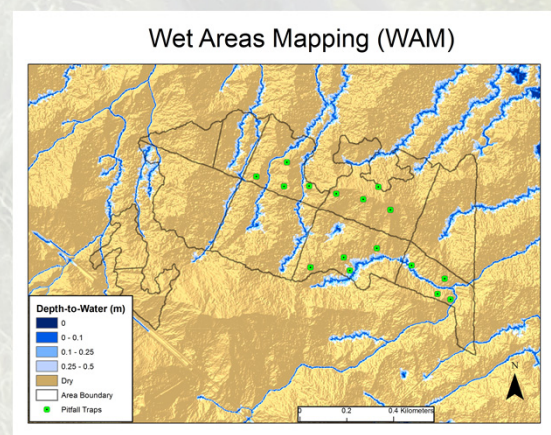 Wet Areas Mapping (WAM)
Depth-to-Water (m)
0
0 - 0.1
0.1 - 0.25
0.25 - 0.5
Dry
Area Boundary
Pitfall Traps
N
0 0.2 0.4 Kilometers